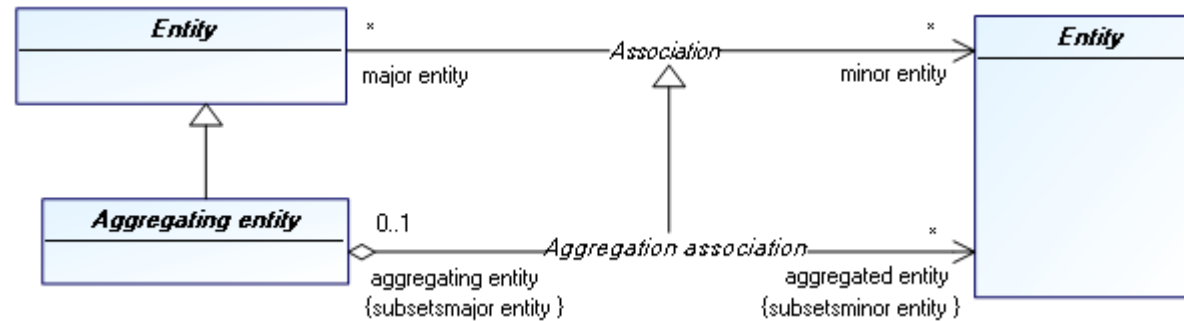 Entity
*
Association
*
Entity
major entity
minor entity
Aggregating entity
0..1
Aggregation association
*
aggregating entity
aggregated entity
{subsetsmajor entity }
{subsetsminor entity }